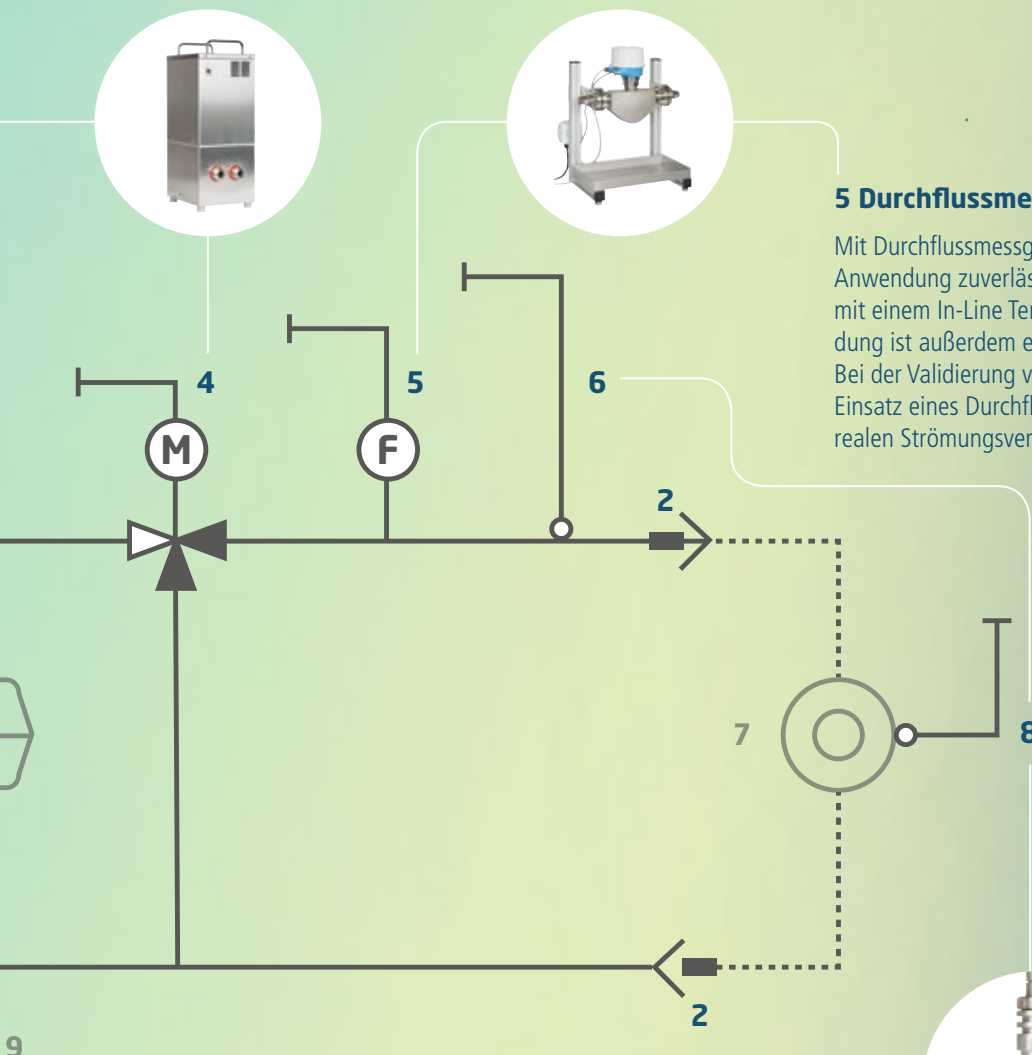 5 Durchflussme
Mit Durchflussmessg
Anwendung zuverläs
mit einem In-Line Te
dung ist außerdem e
Bei der Validierung v
Einsatz eines Durchfl
realen Strömungsver
4
5
6
M
F
2
7
8
2
9